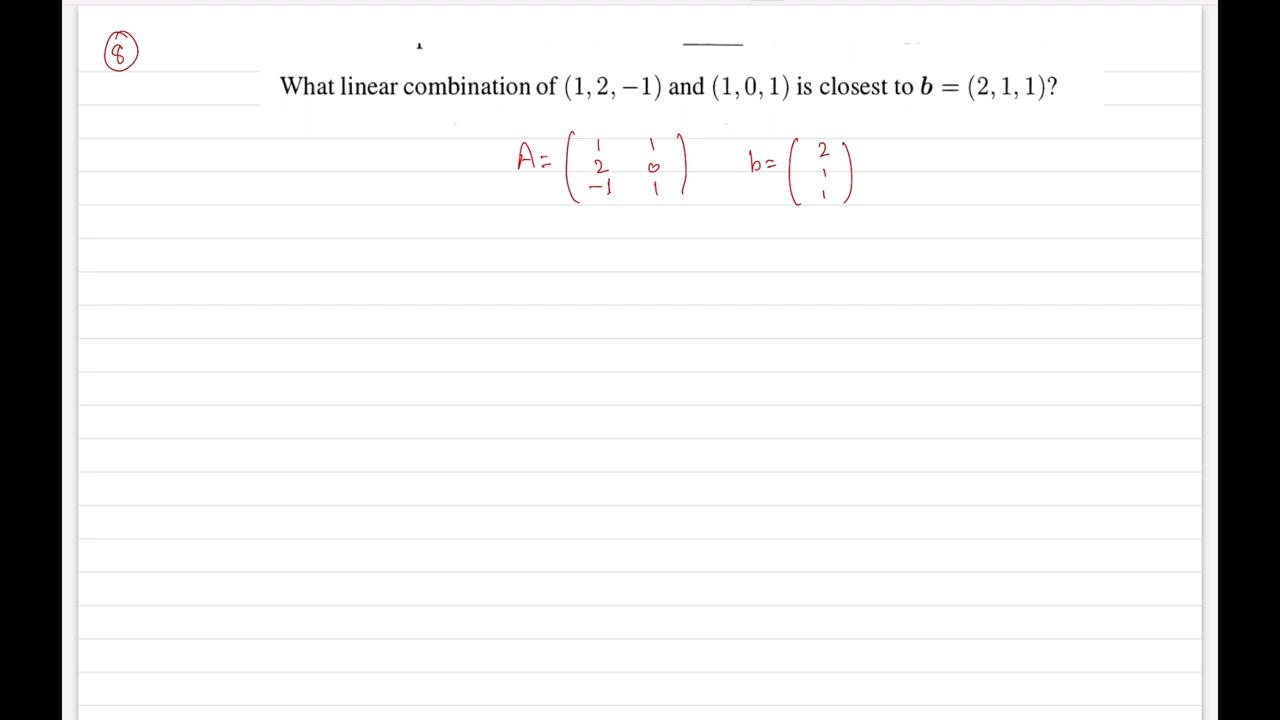 8
What linear combination of (1, 2, −1) and (1, 0, 1) is closest to b = (2, 1, 1)?
A = ( 1 1 b = ( 2
2 0 1
−1 1 ) 1 )